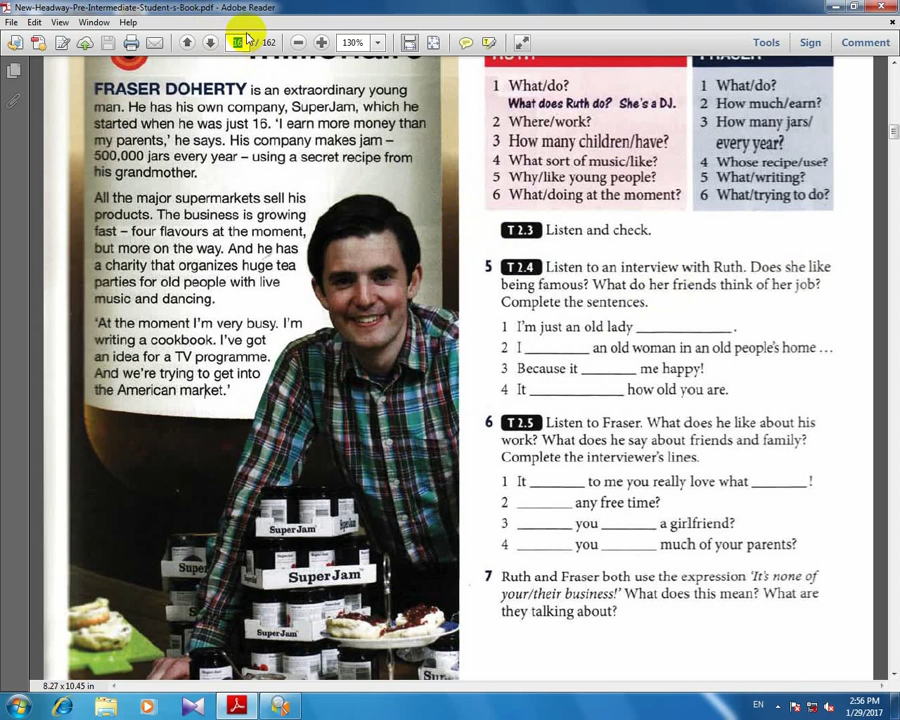 New-Headway-Pre-Intermediate-Student-s-Book.pdf - Adobe Reader
File Edit View Window Help
16 / 162
130%
Tools Sign Comment
FRASER DOHERTY is an extraordinary young
man. He has his own company, SuperJam, which he
started when he was just 16. 'I earn more money than
my parents,' he says. His company makes jam –
500,000 jars every year – using a secret recipe from
his grandmother.
All the major supermarkets sell his
products. The business is growing
fast – four flavours at the moment,
but more on the way. And he has
a charity that organizes huge tea
parties for old people with live
music and dancing.
'At the moment I'm very busy. I'm
writing a cookbook. I've got
an idea for a TV programme.
And we're trying to get into
the American market.'
SuperJam
SuperJam
SuperJam
SuperJam
Super
RUTH
1 What/do?
What does Ruth do? She's a DJ.
2 Where/work?
3 How many children/have?
4 What sort of music/like?
5 Why/like young people?
6 What/doing at the moment?
FRASER
1 What/do?
2 How much/earn?
3 How many jars/
every year?
4 Whose recipe/use?
5 What/writing?
6 What/trying to do?
T 2.3 Listen and check.
5 T 2.4 Listen to an interview with Ruth. Does she like
being famous? What do her friends think of her job?
Complete the sentences.
1 I'm just an old lady ____________ .
2 I ________ an old woman in an old people's home …
3 Because it _______ me happy!
4 It ____________ how old you are.
6 T 2.5 Listen to Fraser. What does he like about his
work? What does he say about friends and family?
Complete the interviewer's lines.
1 It _______ to me you really love what _______ !
2 _______ any free time?
3 _______ you _______ a girlfriend?
4 _______ you _______ much of your parents?
7 Ruth and Fraser both use the expression 'It's none of
your/their business!' What does this mean? What are
they talking about?
8.27 x 10.45 in
EN
2:56 PM
1/29/2017